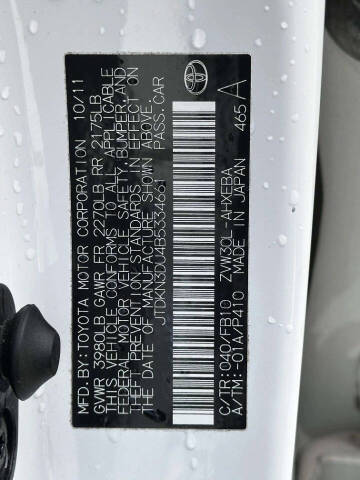 MFD. BY: TOYOTA MOTOR CORPORATION 10/11
GVWR 3980LB GAWR FR 2270LB RR 2175LB
THIS VEHICLE CONFORMS TO ALL APPLICABLE
FEDERAL MOTOR VEHICLE SAFETY, BUMPER, AND
THEFT PREVENTION STANDARDS IN EFFECT ON
THE DATE OF MANUFACTURE SHOWN ABOVE.
JTDKN3DU4B5334661 PASS.CAR
C/TR:040/FB10 ZVW30L-AHXEBA
A/TM:-01A/P410 MADE IN JAPAN 465 A